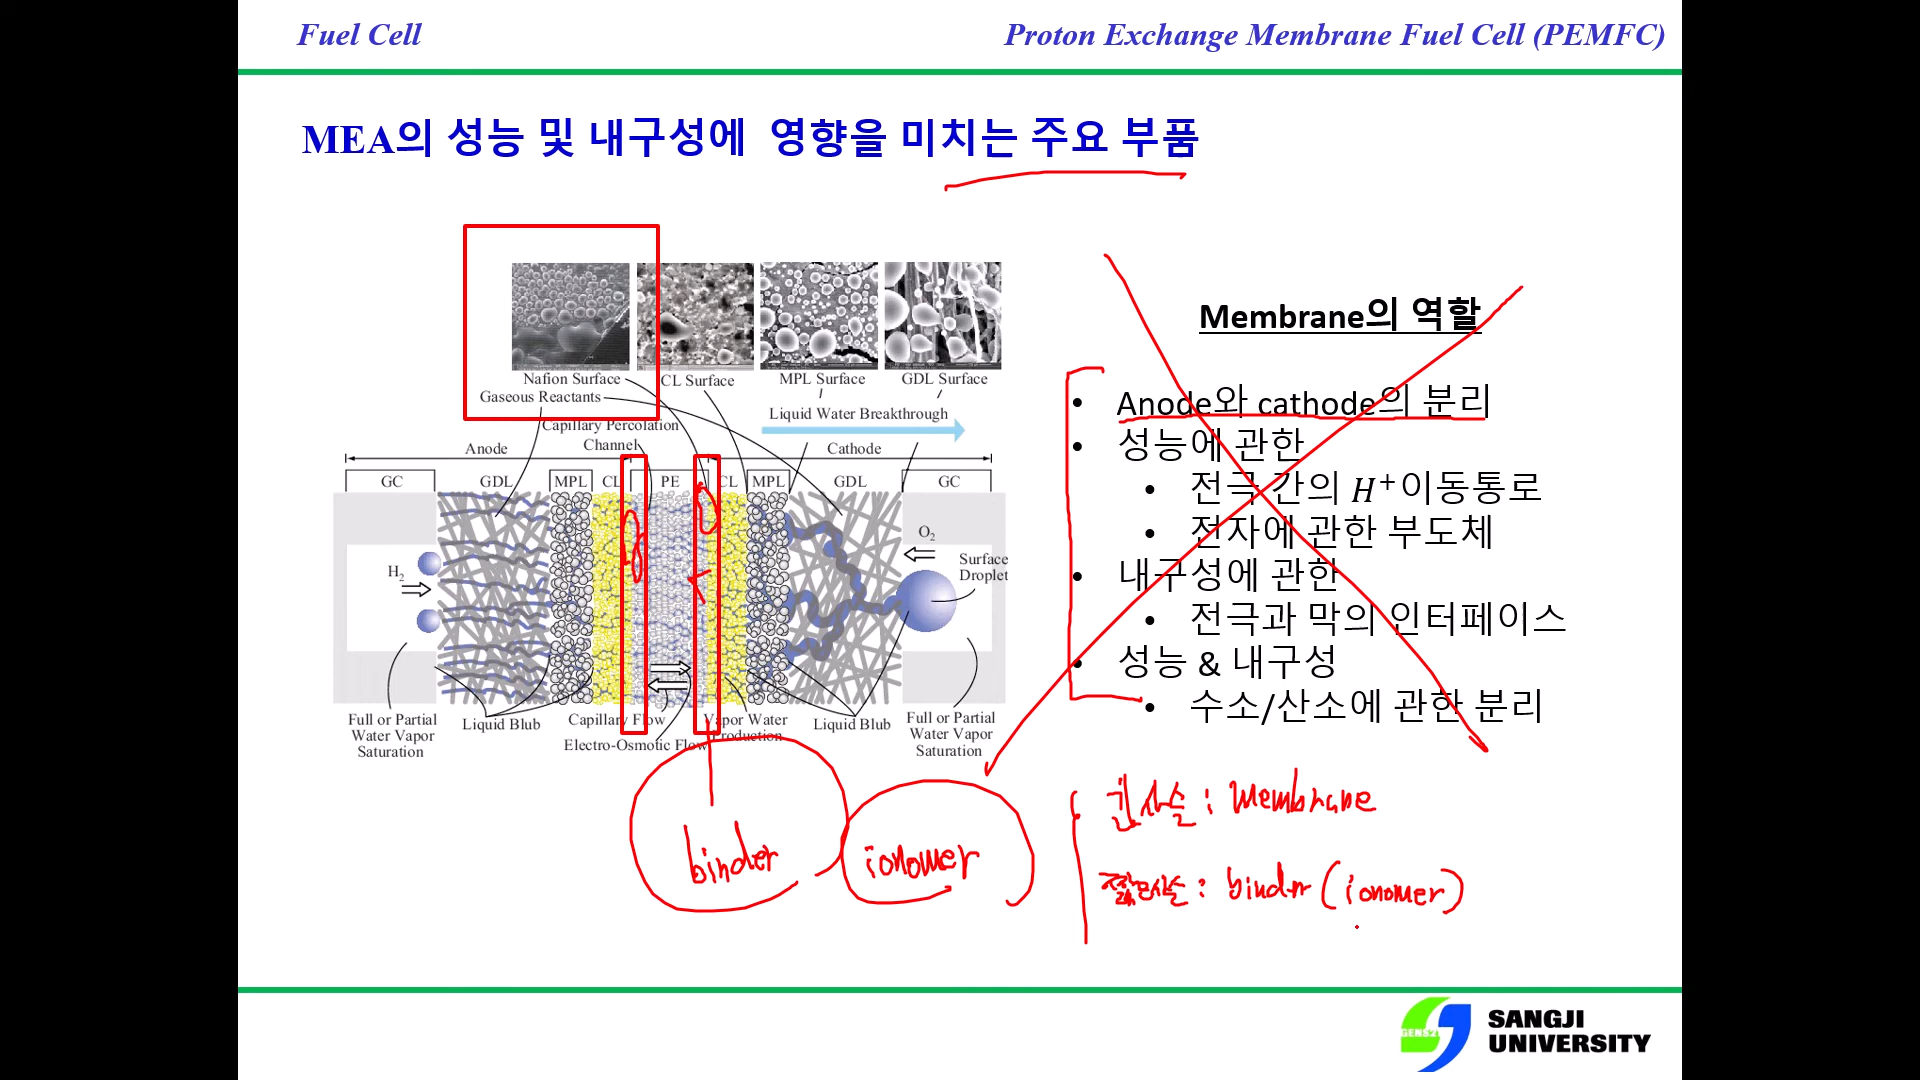 Fuel Cell
Proton Exchange Membrane Fuel Cell (PEMFC)
MEA의 성능 및 내구성에 영향을 미치는 주요 부품
Nafion Surface
CL Surface
MPL Surface
GDL Surface
Gaseous Reactants
Liquid Water Breakthrough
Capillary Percolation
Channel
Anode
Cathode
GC
GDL
MPL
CL
PE
CL
MPL
GDL
GC
H2
O2
Surface
Droplet
Full or Partial
Water Vapor
Saturation
Liquid Blub
Capillary Flow
Electro-Osmotic Flow
Vapor Water
Production
Liquid Blub
Full or Partial
Water Vapor
Saturation
Membrane의 역할
• Anode와 cathode의 분리
• 성능에 관한
• 전극 간의 H+이동통로
• 전자에 관한 부도체
• 내구성에 관한
• 전극과 막의 인터페이스
• 성능 & 내구성
• 수소/산소에 관한 분리
binder
ionomer
: Membrane
: binder (ionomer)
GENS21
SANGJI
UNIVERSITY